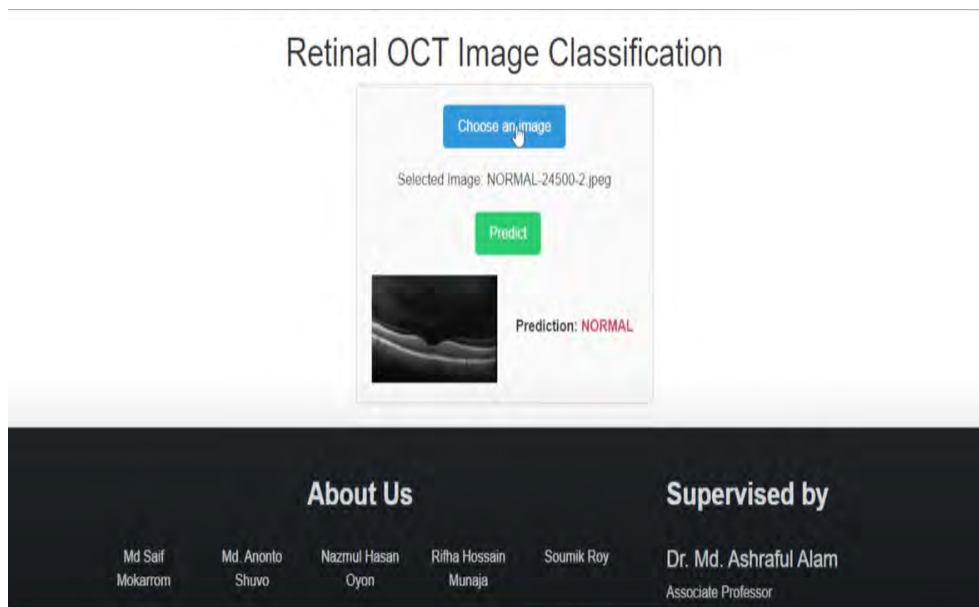 Retinal OCT Image Classification
Choose an image
Selected Image: NORMAL-24500-2.jpeg
Predict
Prediction: NORMAL
About Us
Md Saif Mokarrom
Md. Anonto Shuvo
Nazmul Hasan Oyon
Rifha Hossain Munaja
Soumik Roy
Supervised by
Dr. Md. Ashraful Alam
Associate Professor